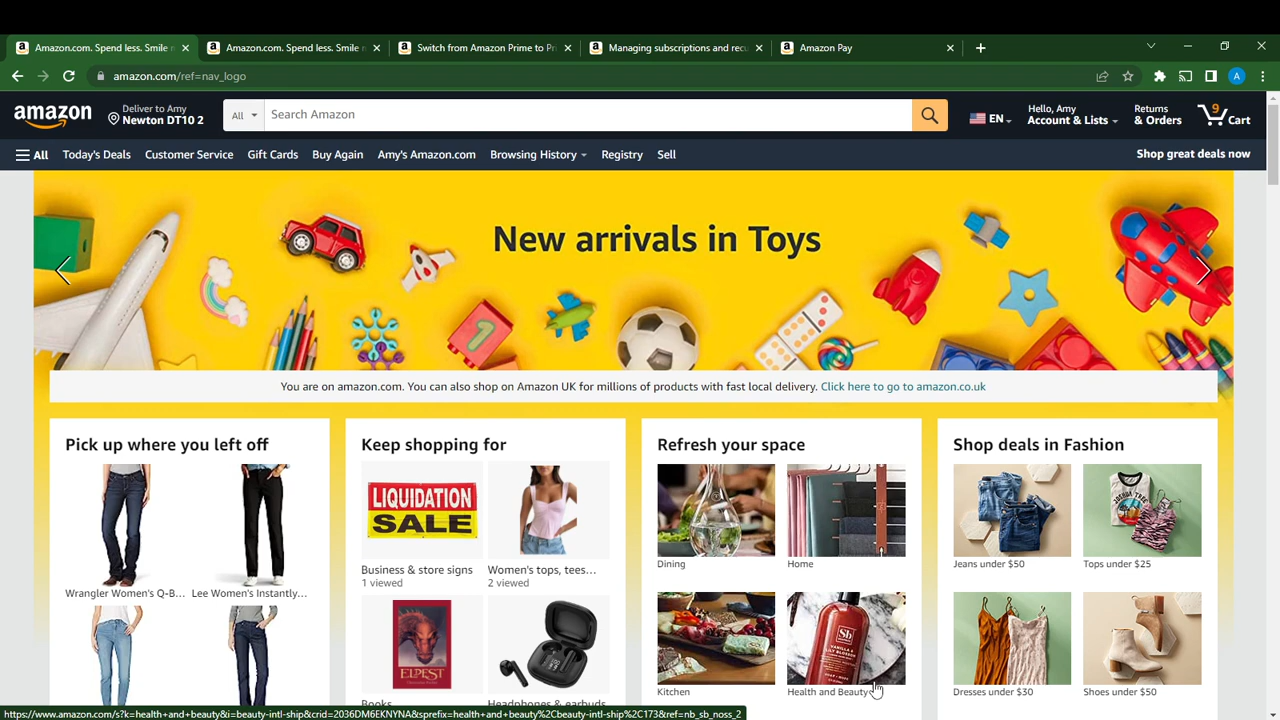 Amazon.com. Spend less. Smile
Amazon.com. Spend less. Smile
Switch from Amazon Prime to Pr
Managing subscriptions and recu
Amazon Pay
amazon.com/ref=nav_logo
A
amazon
Deliver to Amy
Newton DT10 2
All
Search Amazon
EN
Hello, Amy
Account & Lists
Returns
& Orders
9
Cart
All
Today's Deals
Customer Service
Gift Cards
Buy Again
Amy's Amazon.com
Browsing History
Registry
Sell
Shop great deals now
New arrivals in Toys
1
You are on amazon.com. You can also shop on Amazon UK for millions of products with fast local delivery. Click here to go to amazon.co.uk
Pick up where you left off
Wrangler Women's Q-B...
Lee Women's Instantly...
Keep shopping for
LIQUIDATION
SALE
Business & store signs
1 viewed
Women's tops, tees...
2 viewed
ELPEST
Books
Headphones & earbuds
Refresh your space
Dining
Home
Kitchen
Sb
VANILLA &
LILY BLOSSOM
Health and Beauty
Shop deals in Fashion
Jeans under $50
JOSHUA TREE
Tops under $25
Dresses under $30
Shoes under $50
https://www.amazon.com/s?k=health+and+beauty&i=beauty-intl-ship&crid=2036DM6EKNYNA&sprefix=health+and+beauty%2Cbeauty-intl-ship%2C173&ref=nb_sb_noss_2